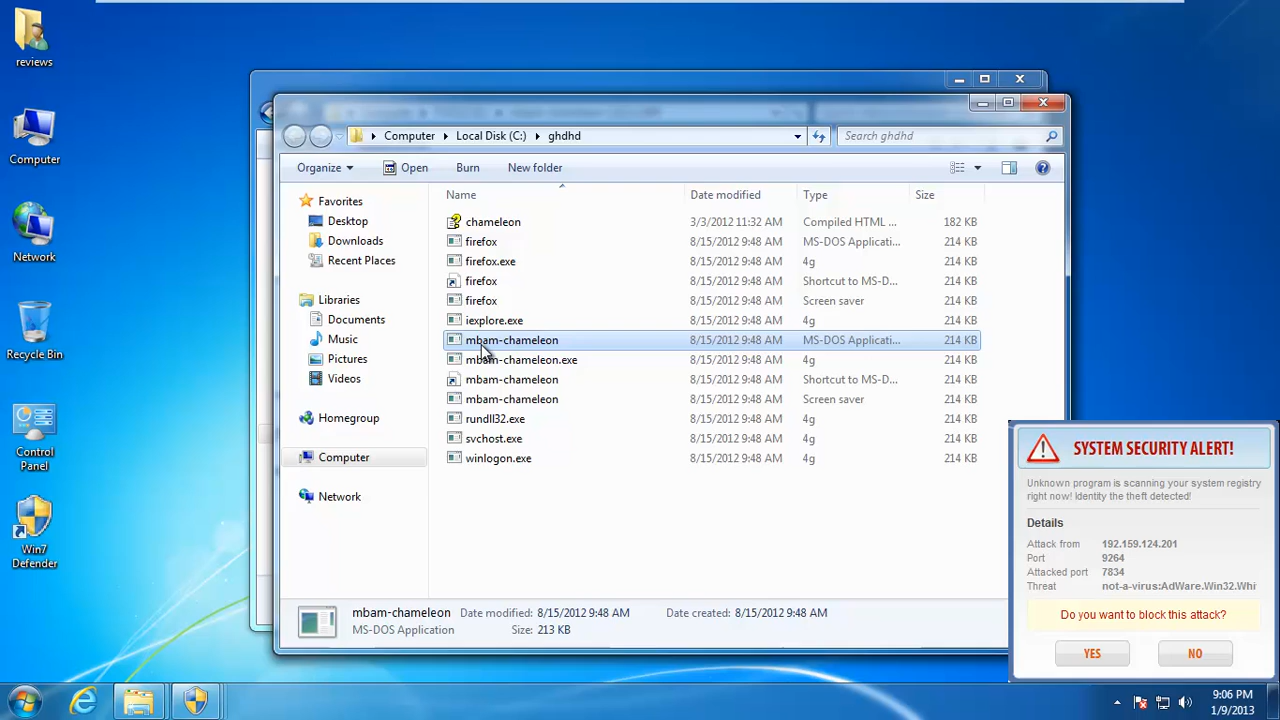 reviews
Computer
Network
Recycle Bin
Control
Panel
Win7
Defender
Computer Local Disk (C:) ghdhd
Search ghdhd
Organize Open Burn New folder
Favorites
Desktop
Downloads
Recent Places
Libraries
Documents
Music
Pictures
Videos
Homegroup
Computer
Network
Name Date modified Type Size
chameleon 3/3/2012 11:32 AM Compiled HTML ... 182 KB
firefox 8/15/2012 9:48 AM MS-DOS Applicati... 214 KB
firefox.exe 8/15/2012 9:48 AM 4g 214 KB
firefox 8/15/2012 9:48 AM Shortcut to MS-D... 214 KB
firefox 8/15/2012 9:48 AM Screen saver 214 KB
iexplore.exe 8/15/2012 9:48 AM 4g 214 KB
mbam-chameleon 8/15/2012 9:48 AM MS-DOS Applicati... 214 KB
mbam-chameleon.exe 8/15/2012 9:48 AM 4g 214 KB
mbam-chameleon 8/15/2012 9:48 AM Shortcut to MS-D... 214 KB
mbam-chameleon 8/15/2012 9:48 AM Screen saver 214 KB
rundll32.exe 8/15/2012 9:48 AM 4g 214 KB
svchost.exe 8/15/2012 9:48 AM 4g 214 KB
winlogon.exe 8/15/2012 9:48 AM 4g 214 KB
mbam-chameleon Date modified: 8/15/2012 9:48 AM Date created: 8/15/2012 9:48 AM
MS-DOS Application Size: 213 KB
SYSTEM SECURITY ALERT!
Unknown program is scanning your system registry
right now! Identity the theft detected!
Details
Attack from 192.159.124.201
Port 9264
Attacked port 7834
Threat not-a-virus:AdWare.Win32.Whi
Do you want to block this attack?
YES NO
9:06 PM
1/9/2013